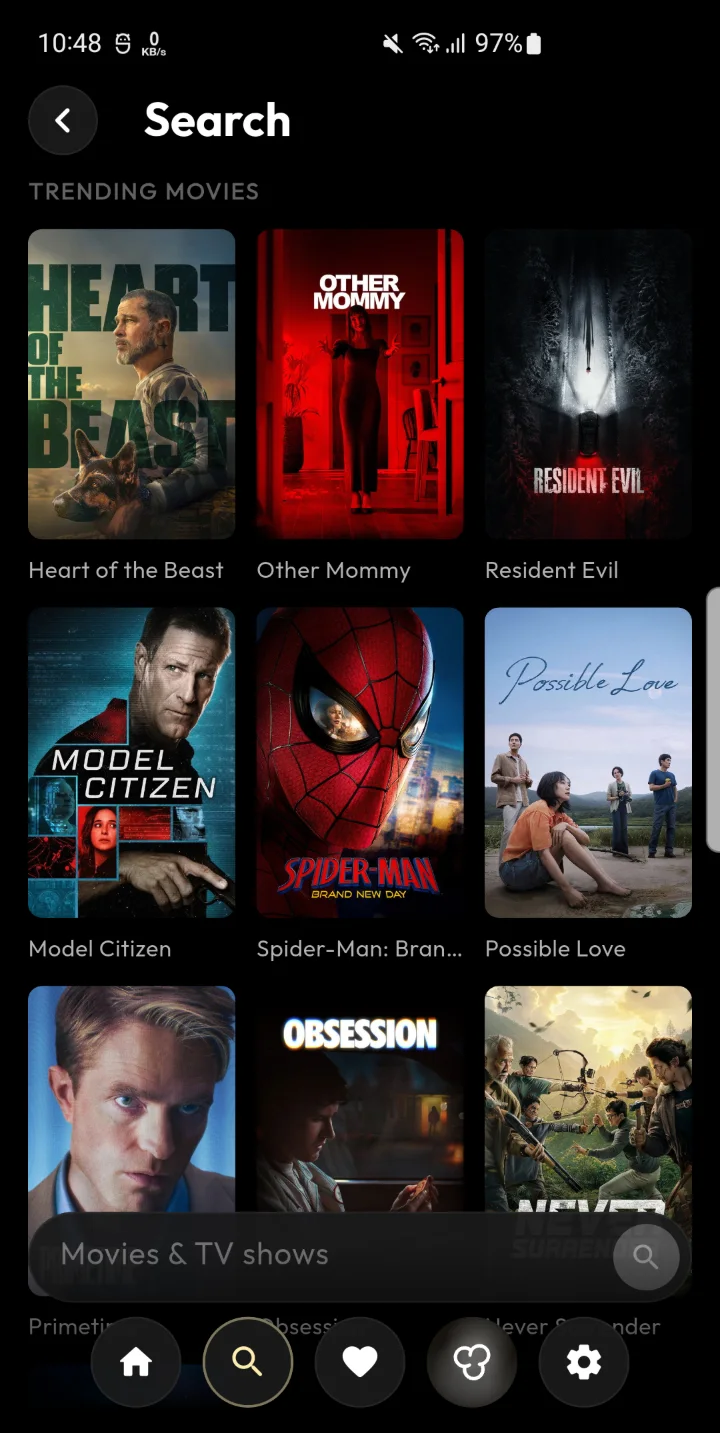 10:48
0
KB/s
97%
Search
TRENDING MOVIES
HEART
OF
THE
BEAST
OTHER
MOMMY
RESIDENT EVIL
Heart of the Beast
Other Mommy
Resident Evil
MODEL
CITIZEN
SPIDER-MAN
BRAND NEW DAY
Possible Love
Model Citizen
Spider-Man: Bran...
Possible Love
OBSESSION
NEVER
SURRENDER
Movies & TV shows